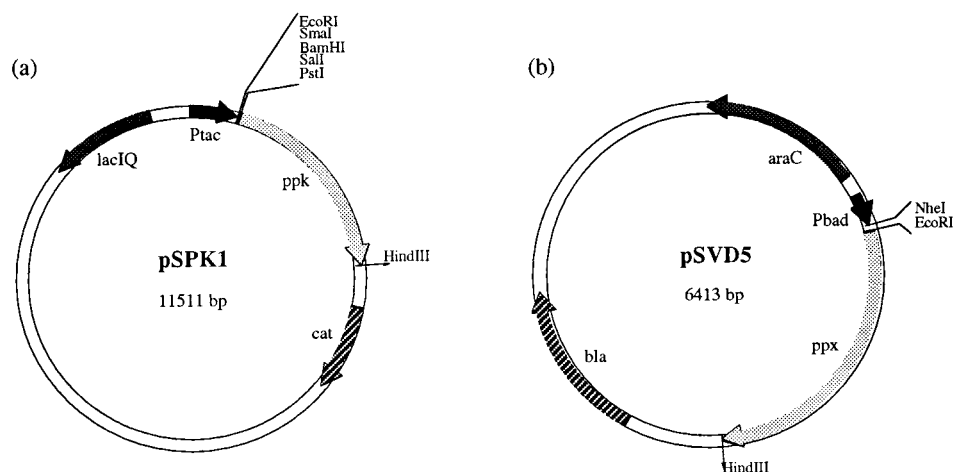 (a)
EcoRI
SmaI
BamHI
SalI
PstI
Ptac
lacIQ
ppk
HindIII
pSPK1
11511 bp
cat
(b)
araC
Pbad
NheI
EcoRI
pSVD5
6413 bp
ppx
bla
HindIII